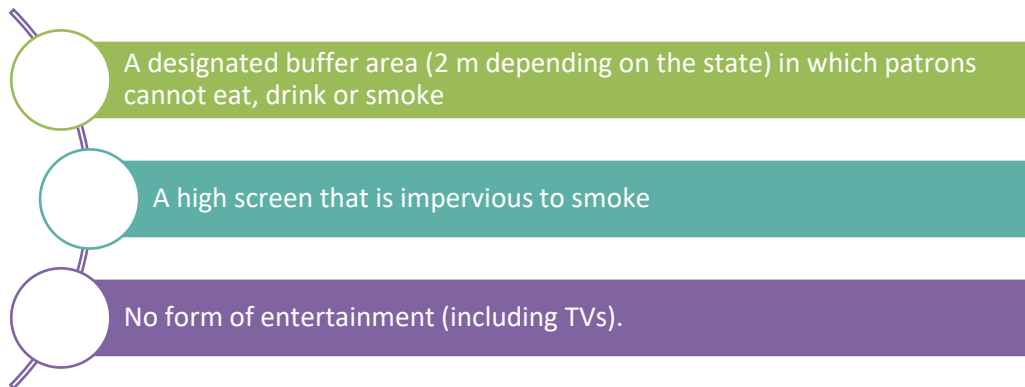 A designated buffer area (2 m depending on the state) in which patrons
cannot eat, drink or smoke
A high screen that is impervious to smoke
No form of entertainment (including TVs).